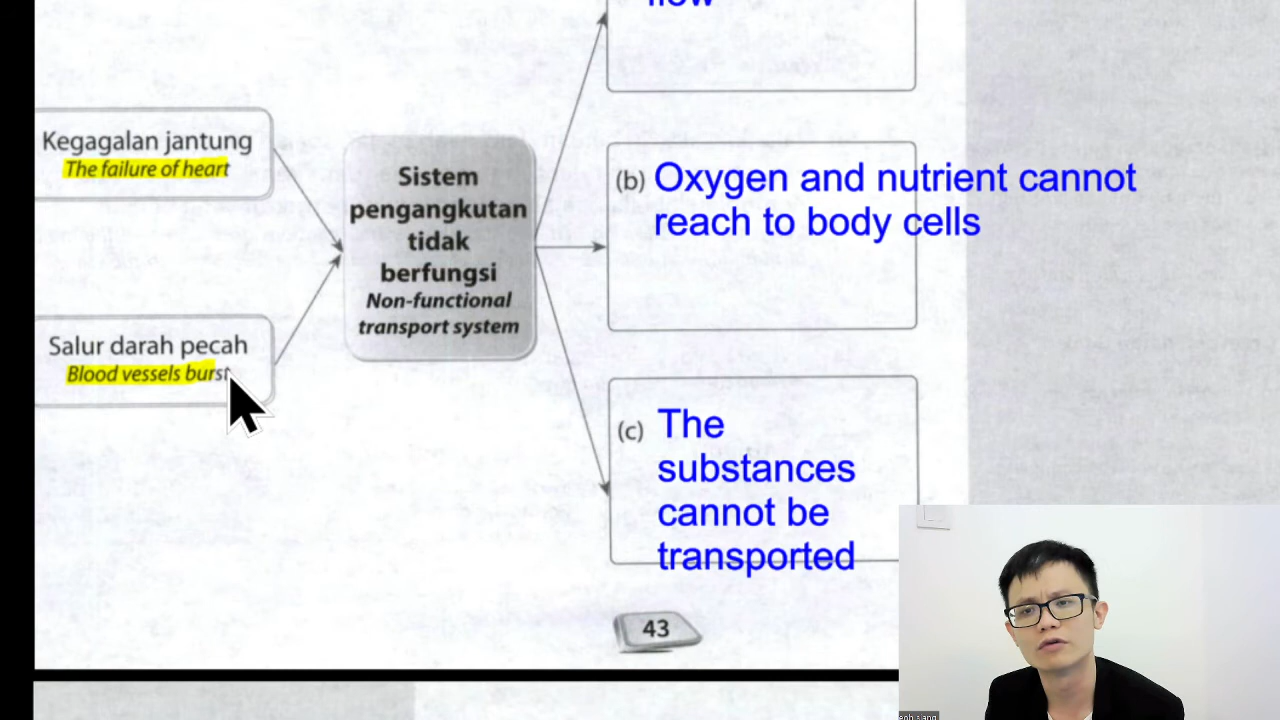 flow
Kegagalan jantung
The failure of heart
Sistem
pengangkutan
tidak
berfungsi
Non-functional
transport system
Salur darah pecah
Blood vessels burst
(b) Oxygen and nutrient cannot
reach to body cells
(c) The
substances
cannot be
transported
43